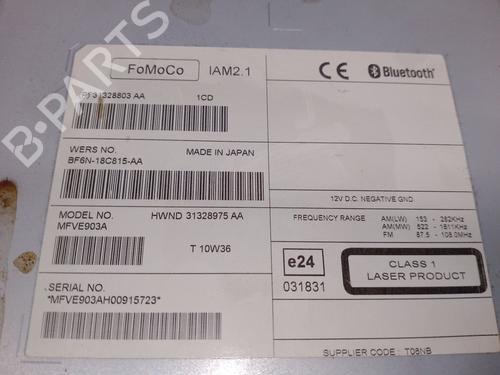 FoMoCo
IAM2.1
CE
Bluetooth®
P31328803 AA
1CD
WERS NO.
MADE IN JAPAN
BF6N-18C815-AA
12V D.C. NEGATIVE GND.
MODEL NO.
HWND 31328975 AA
MFVE903A
T 10W36
FREQUENCY RANGE
AM(LW) 153 - 282KHz
AM(MW) 522 - 1611KHz
FM 87.5 - 108.0MHz
e24
031831
CLASS 1
LASER PRODUCT
SERIAL NO.
*MFVE903AH00915723*
SUPPLIER CODE : T08NB
B-PARTS